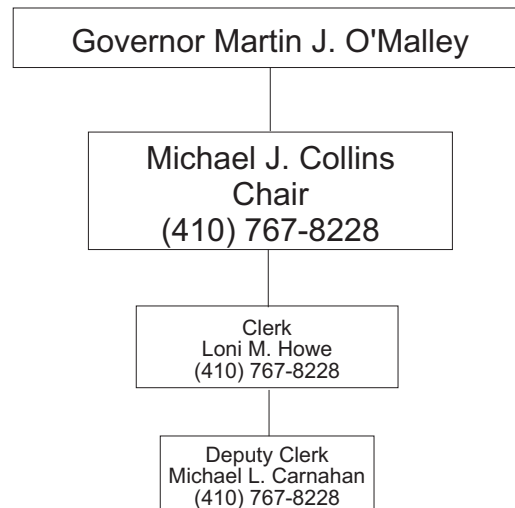 Governor Martin J. O'Malley
Michael J. Collins
Chair
(410) 767-8228
Clerk
Loni M. Howe
(410) 767-8228
Deputy Clerk
Michael L. Carnahan
(410) 767-8228